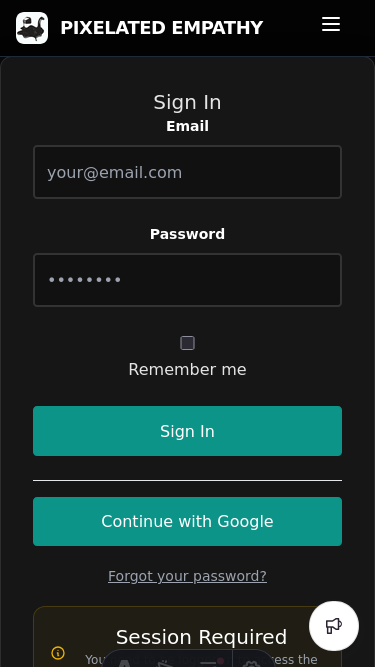 PIXELATED EMPATHY
Sign In
Email
your@email.com
Password
Remember me
Sign In
Continue with Google
Forgot your password?
Session Required
You
ess the